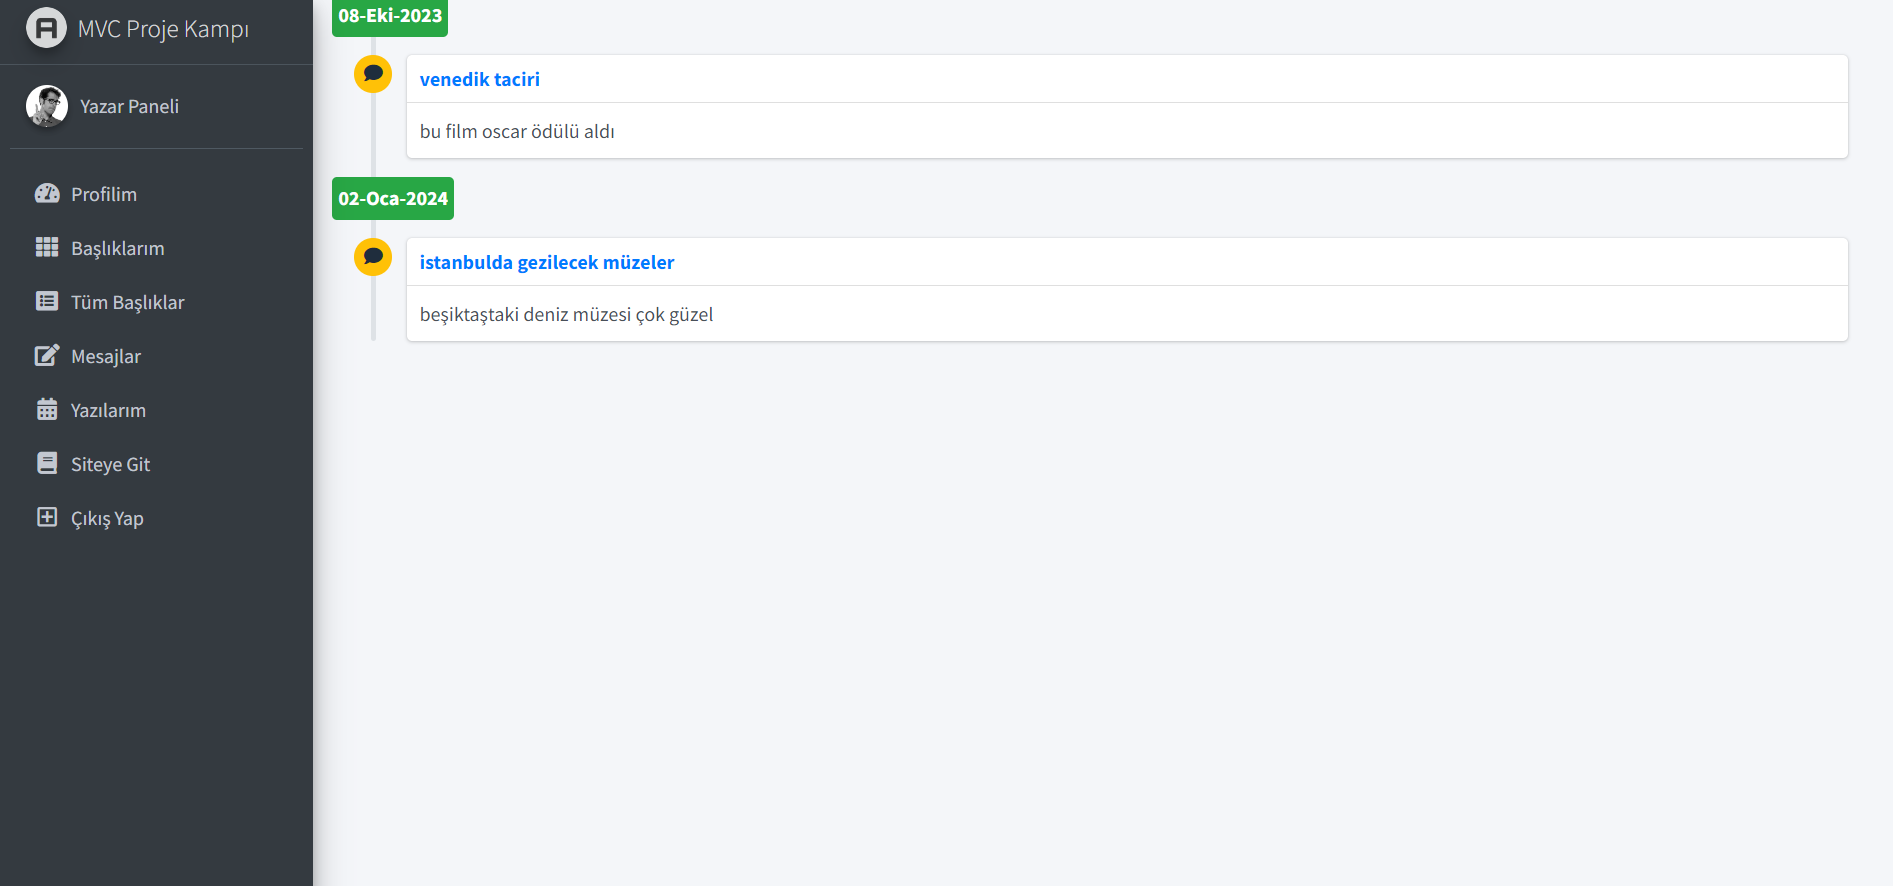 MVC Proje Kampı
Yazar Paneli
Profilim
Başlıklarım
Tüm Başlıklar
Mesajlar
Yazılarım
Siteye Git
Çıkış Yap
08-Eki-2023
venedik taciri
bu film oscar ödülü aldı
02-Oca-2024
istanbulda gezilecek müzeler
beşiktaştaki deniz müzesi çok güzel